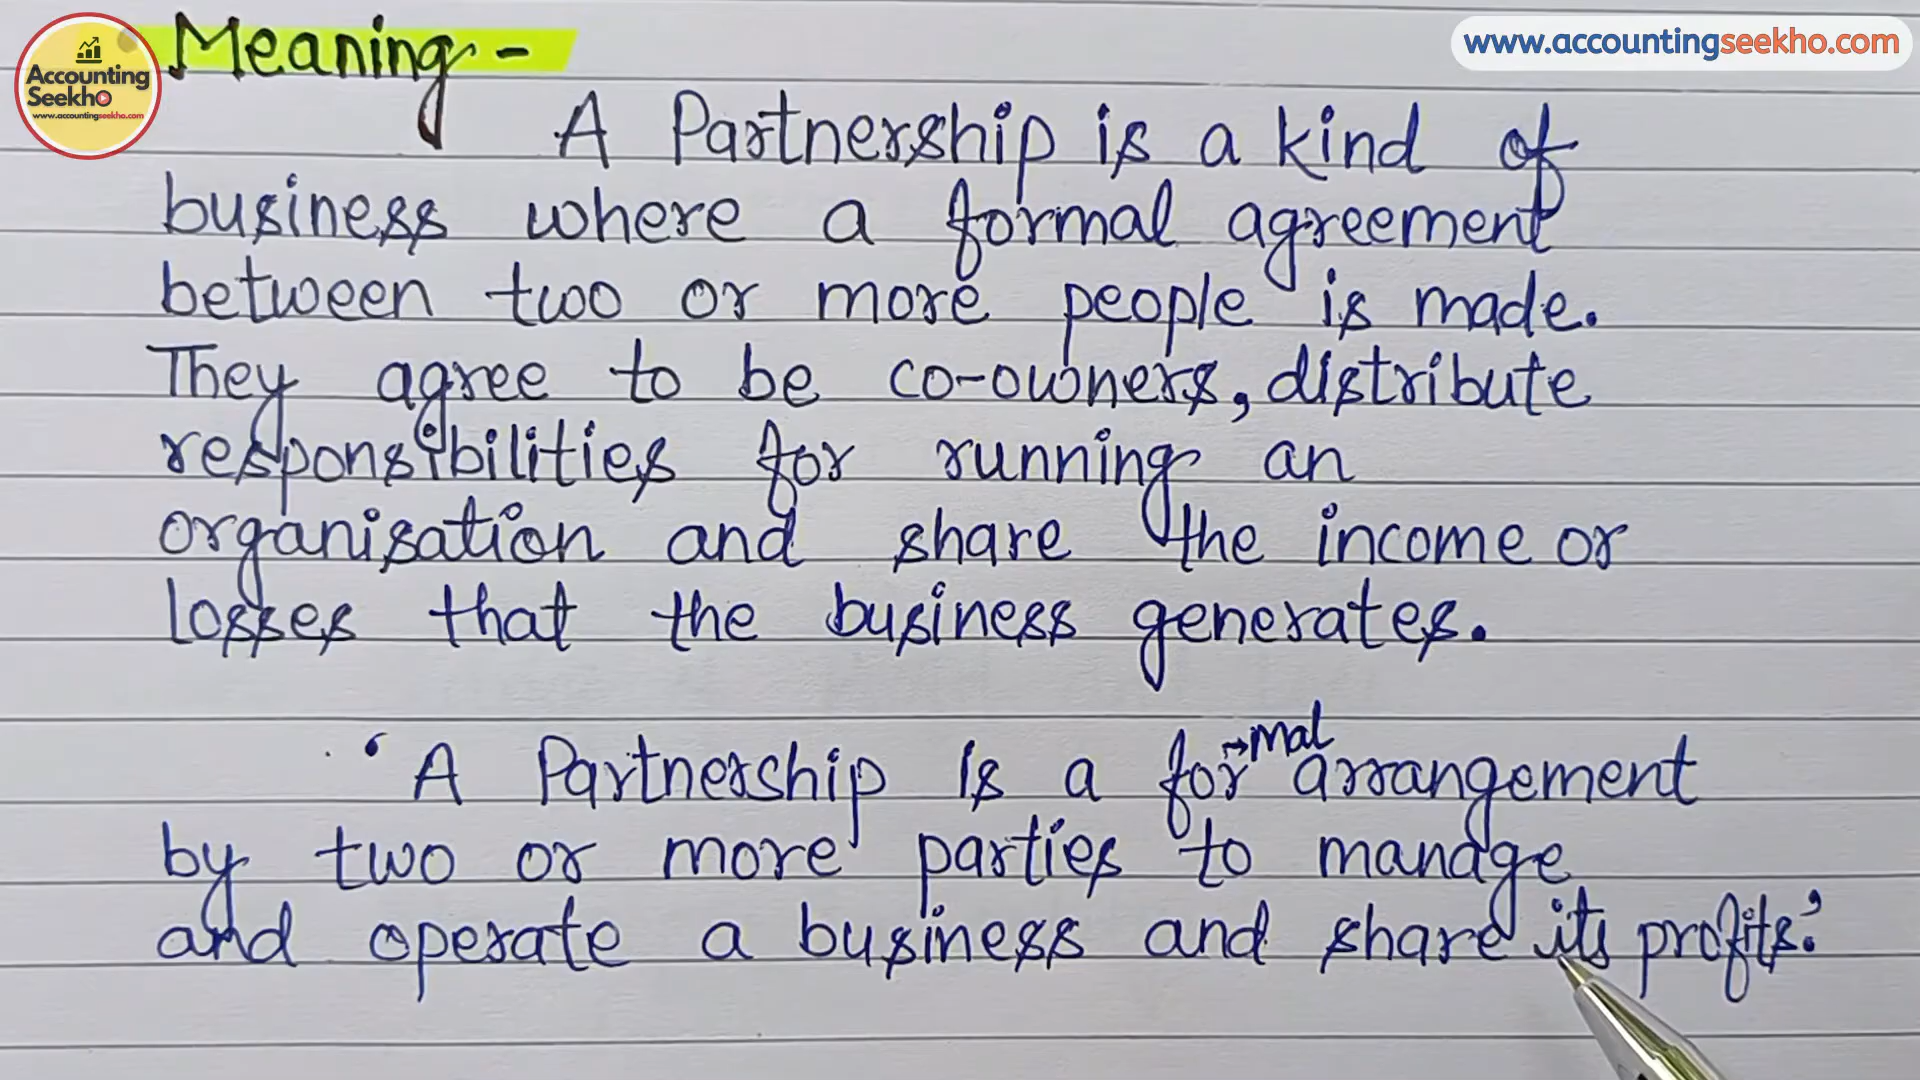 Meaning -
Accounting
Seekho
www.accountingseekho.com
www.accountingseekho.com
A Partnership is a kind of
business where a formal agreement
between two or more people is made.
They agree to be co-owners, distribute
responsibilities for running an
organisation and share the income or
losses that the business generates.
'A Partnership is a for→mal arrangement
by two or more parties to manage
and operate a business and share its profits.'